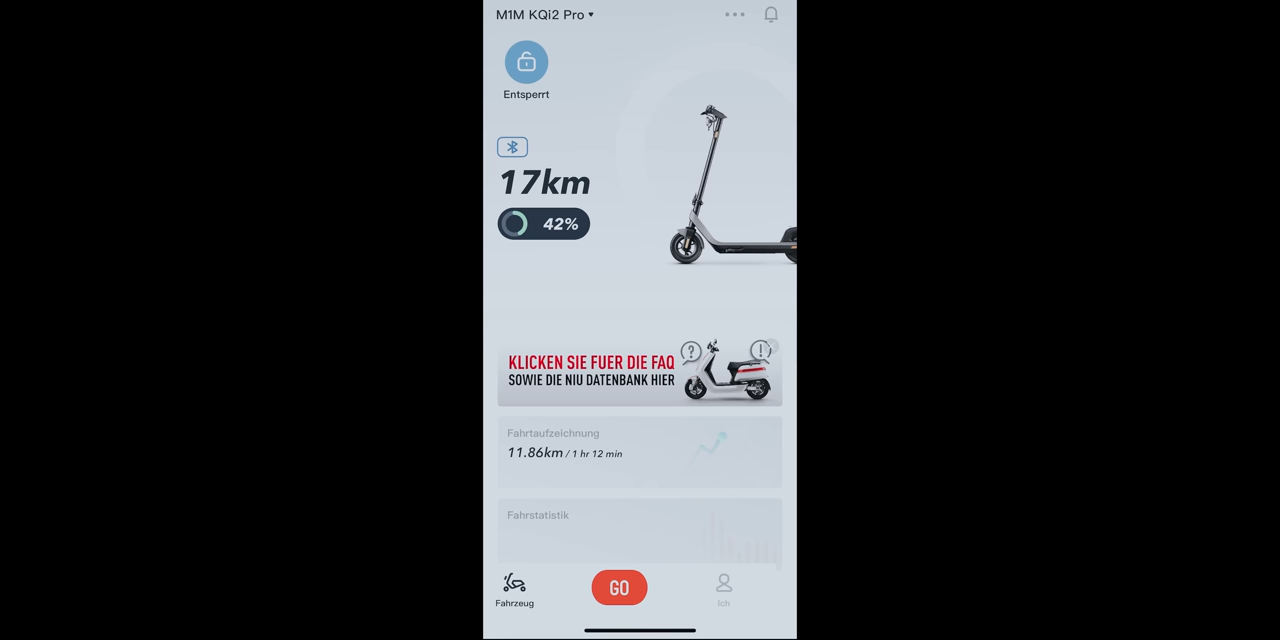 M1M KQi2 Pro
Entsperrt
17km
42%
KLICKEN SIE FUER DIE FAQ
SOWIE DIE NIU DATENBANK HIER
Fahrtaufzeichnung
11.86km / 1 hr 12 min
Fahrstatistik
GO
Fahrzeug
Ich